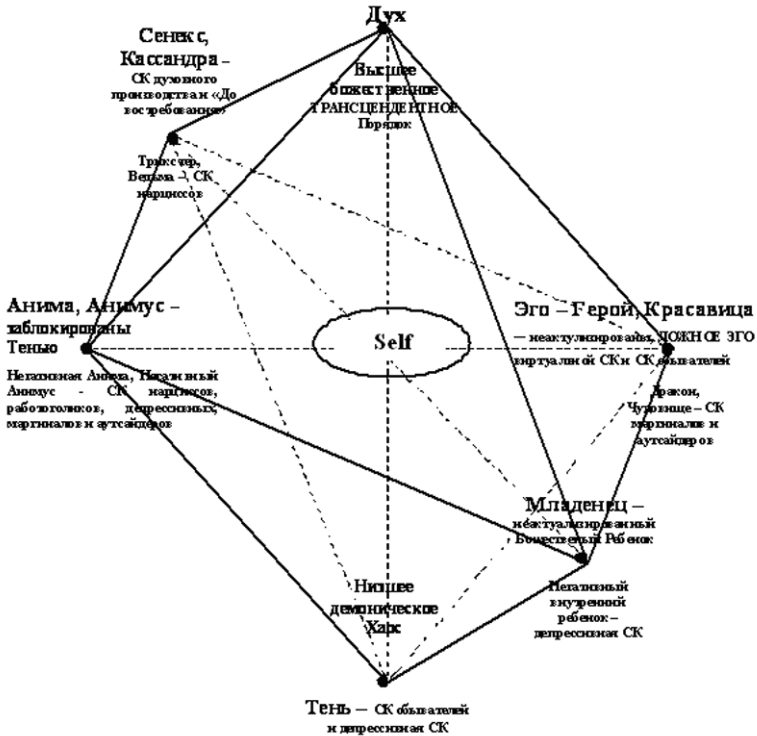 Дух
Сенекс,
Кассандра –
СК духовного
производства и «До
востребования»
Высшее
божественное
ТРАНСЦЕНДЕНТНОЕ
Порядок
Трикстер,
Ведьма – СК
нарциссов
Анима, Анимус –
заблокированы
Тенью
Негативная Анима, Негативный
Анимус - СК нарциссов,
работоголиков, депрессивных,
маргиналов и аутсайдеров
Self
Эго – Герой, Красавица
— неактуализированы, ЛОЖНОЕ ЭГО
виртуальной СК и СК обывателей
Дракон,
Чудовище – СК
маргиналов и
аутсайдеров
Младенец –
неактуализированный
Божественный Ребенок
Негативный
внутренний
ребенок –
депрессивная СК
Низшее
демоническое
Хаос
Тень – СК обывателей
и депрессивная СК